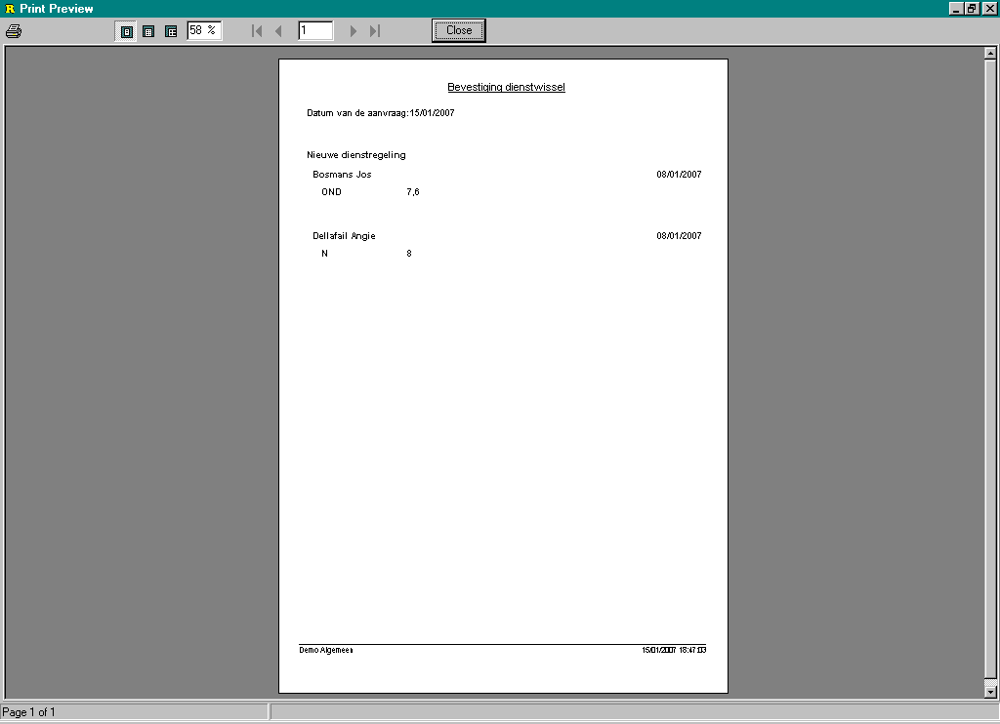 R Print Preview
58 % 1 Close
Bevestiging dienstwissel
Datum van de aanvraag: 15/01/2007
Nieuwe dienstregeling
Bosmans Jos 08/01/2007
OND 7,6
Dellafail Angie 08/01/2007
N 8
Demo Algemeen 15/01/2007 18:47:03
Page 1 of 1